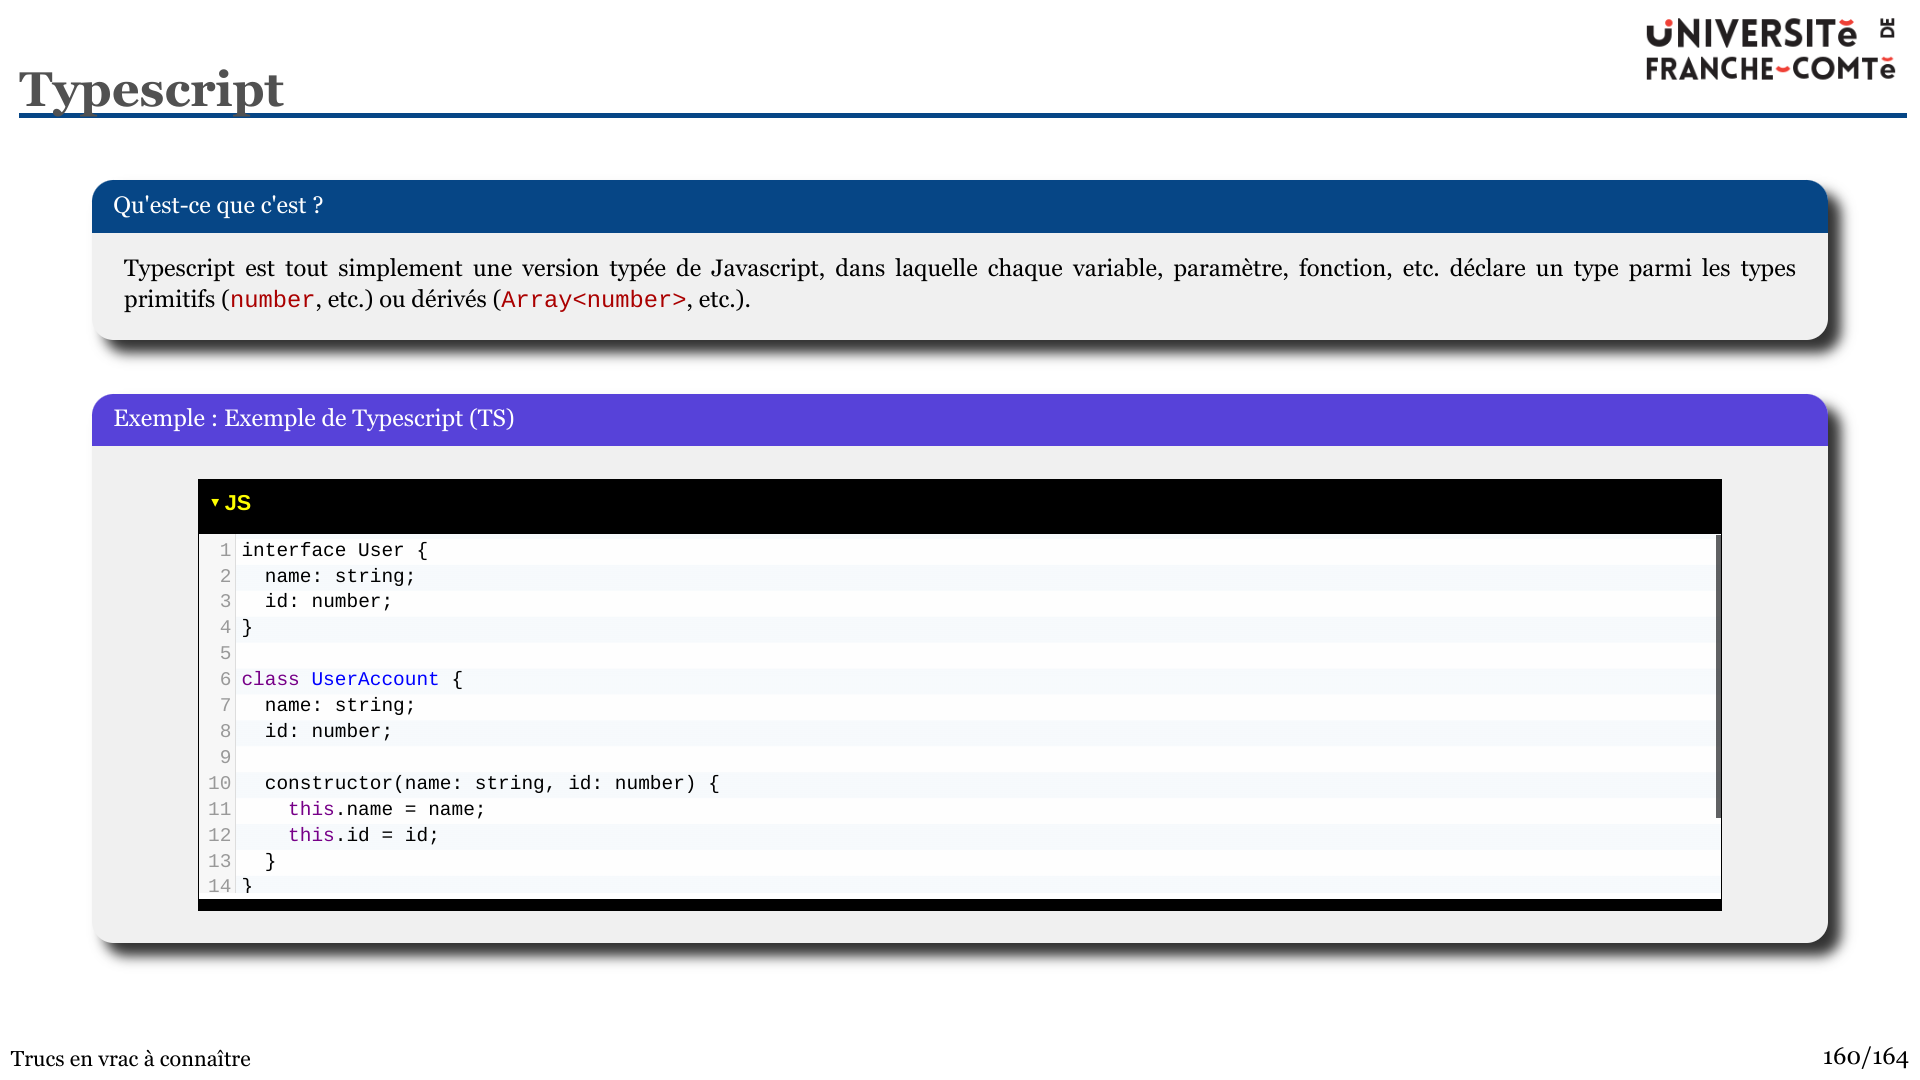 UNIVERSITĕ DE
FRANCHE-COMTĕ
Typescript
Qu'est-ce que c'est ?
Typescript est tout simplement une version typée de Javascript, dans laquelle chaque variable, paramètre, fonction, etc. déclare un type parmi les types
primitifs (number, etc.) ou dérivés (Array<number>, etc.).
Exemple : Exemple de Typescript (TS)
▾ JS
1 interface User {
2   name: string;
3   id: number;
4 }
5
6 class UserAccount {
7   name: string;
8   id: number;
9
10   constructor(name: string, id: number) {
11     this.name = name;
12     this.id = id;
13   }
14 }
Trucs en vrac à connaître
160/164